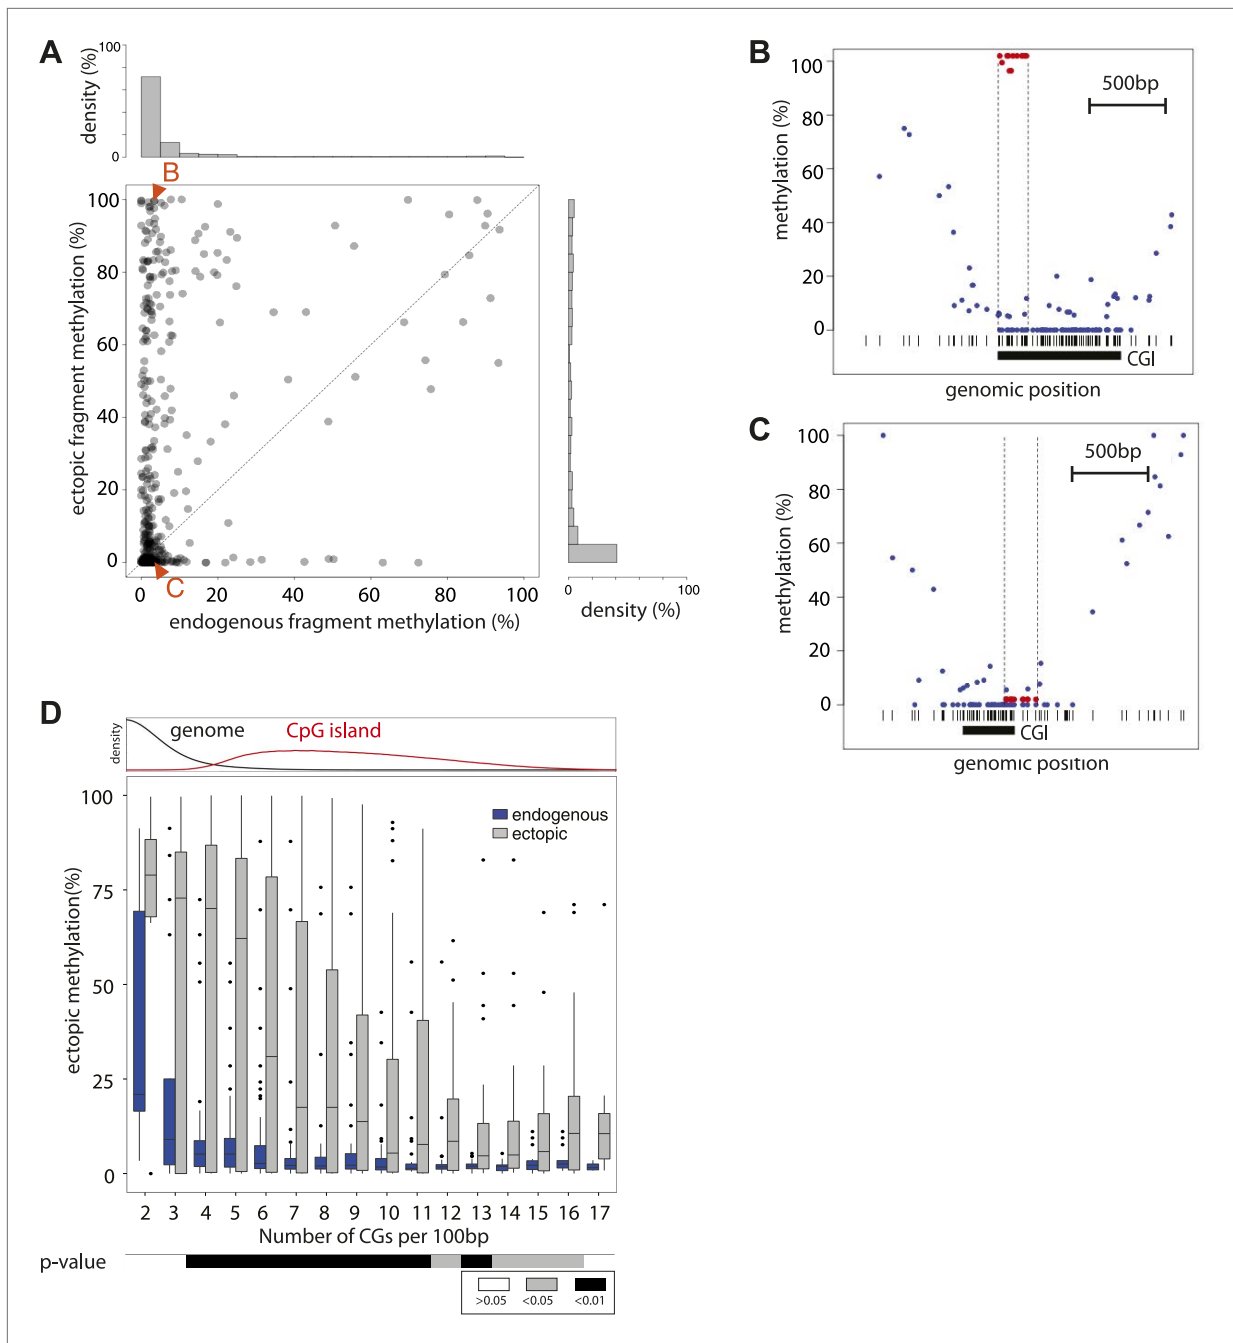 A
density (%)
100
0
B
100
80
60
40
20
0
ectopic fragment methylation (%)
C
0 20 40 60 80 100
endogenous fragment methylation (%)
0 100
density (%)
B
methylation (%)
100
80
60
40
20
0
500bp
CGI
genomic position
C
methylation (%)
100
80
60
40
20
0
500bp
CGI
genomic position
D
density
genome
CpG island
ectopic methylation(%)
100
75
50
25
0
endogenous
ectopic
2 3 4 5 6 7 8 9 10 11 12 13 14 15 16 17
Number of CGs per 100bp
p-value
>0.05 <0.05 <0.01